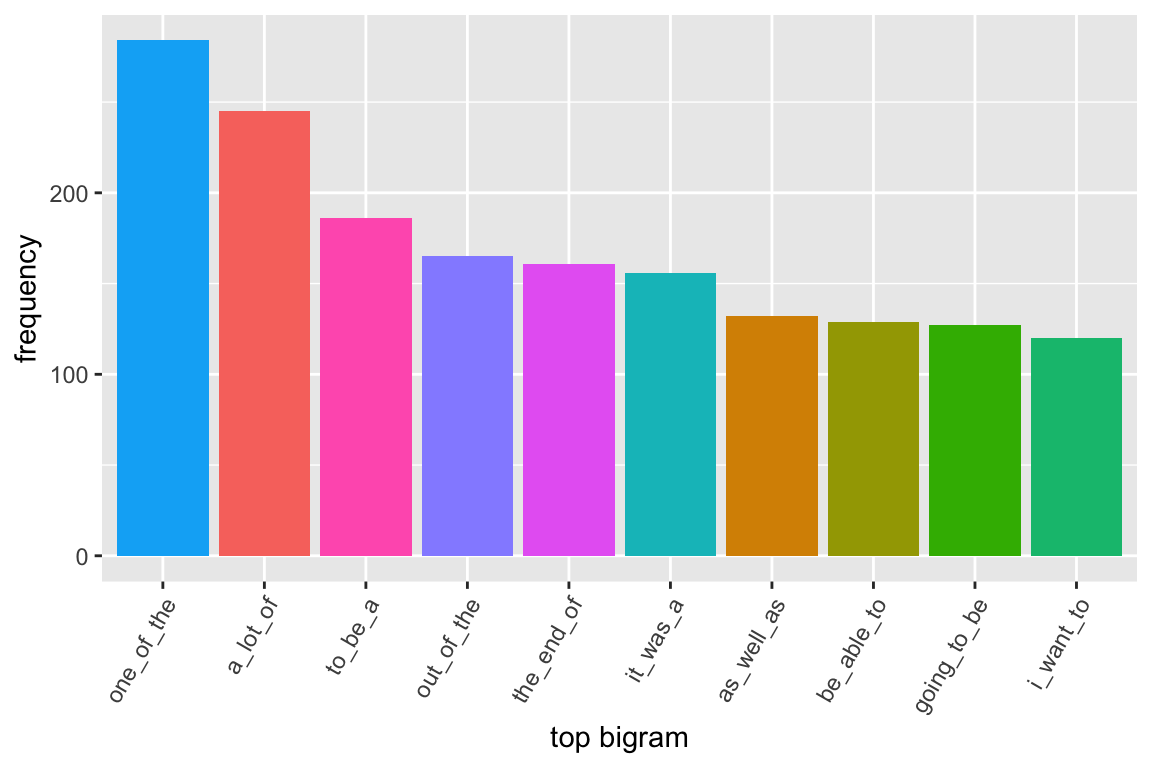 frequency
200
100
0
one_of_the
a_lot_of
to_be_a
out_of_the
the_end_of
it_was_a
as_well_as
be_able_to
going_to_be
i_want_to
top bigram